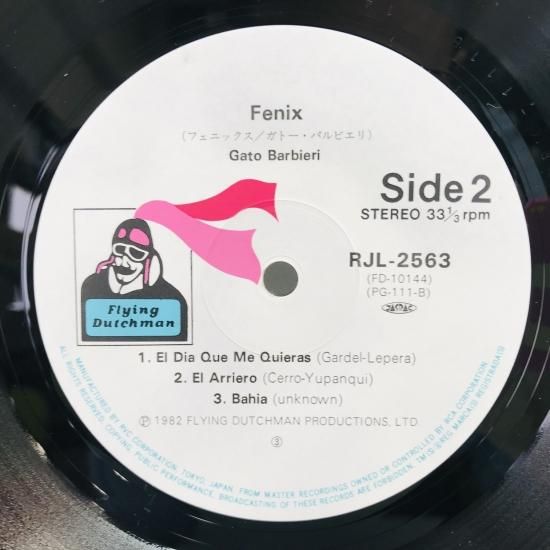 Fenix
(フェニックス/ガトー・バルビエリ)
Gato Barbieri
Side 2
STEREO 33⅓ rpm
RJL-2563
(FD-10144)
(PG-111-B)
JASRAC
Flying
Dutchman
1. El Dia Que Me Quieras (Gardel-Lepera)
2. El Arriero (Cerro-Yupanqui)
3. Bahia (unknown)
Ⓟ 1982 FLYING DUTCHMAN PRODUCTIONS, LTD.
③
MANUFACTURED BY RVC CORPORATION, TOKYO, JAPAN. FROM MASTER RECORDINGS OWNED OR CONTROLLED BY RCA CORPORATION.
ALL RIGHTS RESERVED. COPYING, PUBLIC PERFORMANCE, BROADCASTING OF THESE RECORDS ARE FORBIDDEN. TM(S) ® REG MARCA(S) REGISTRADA(S)